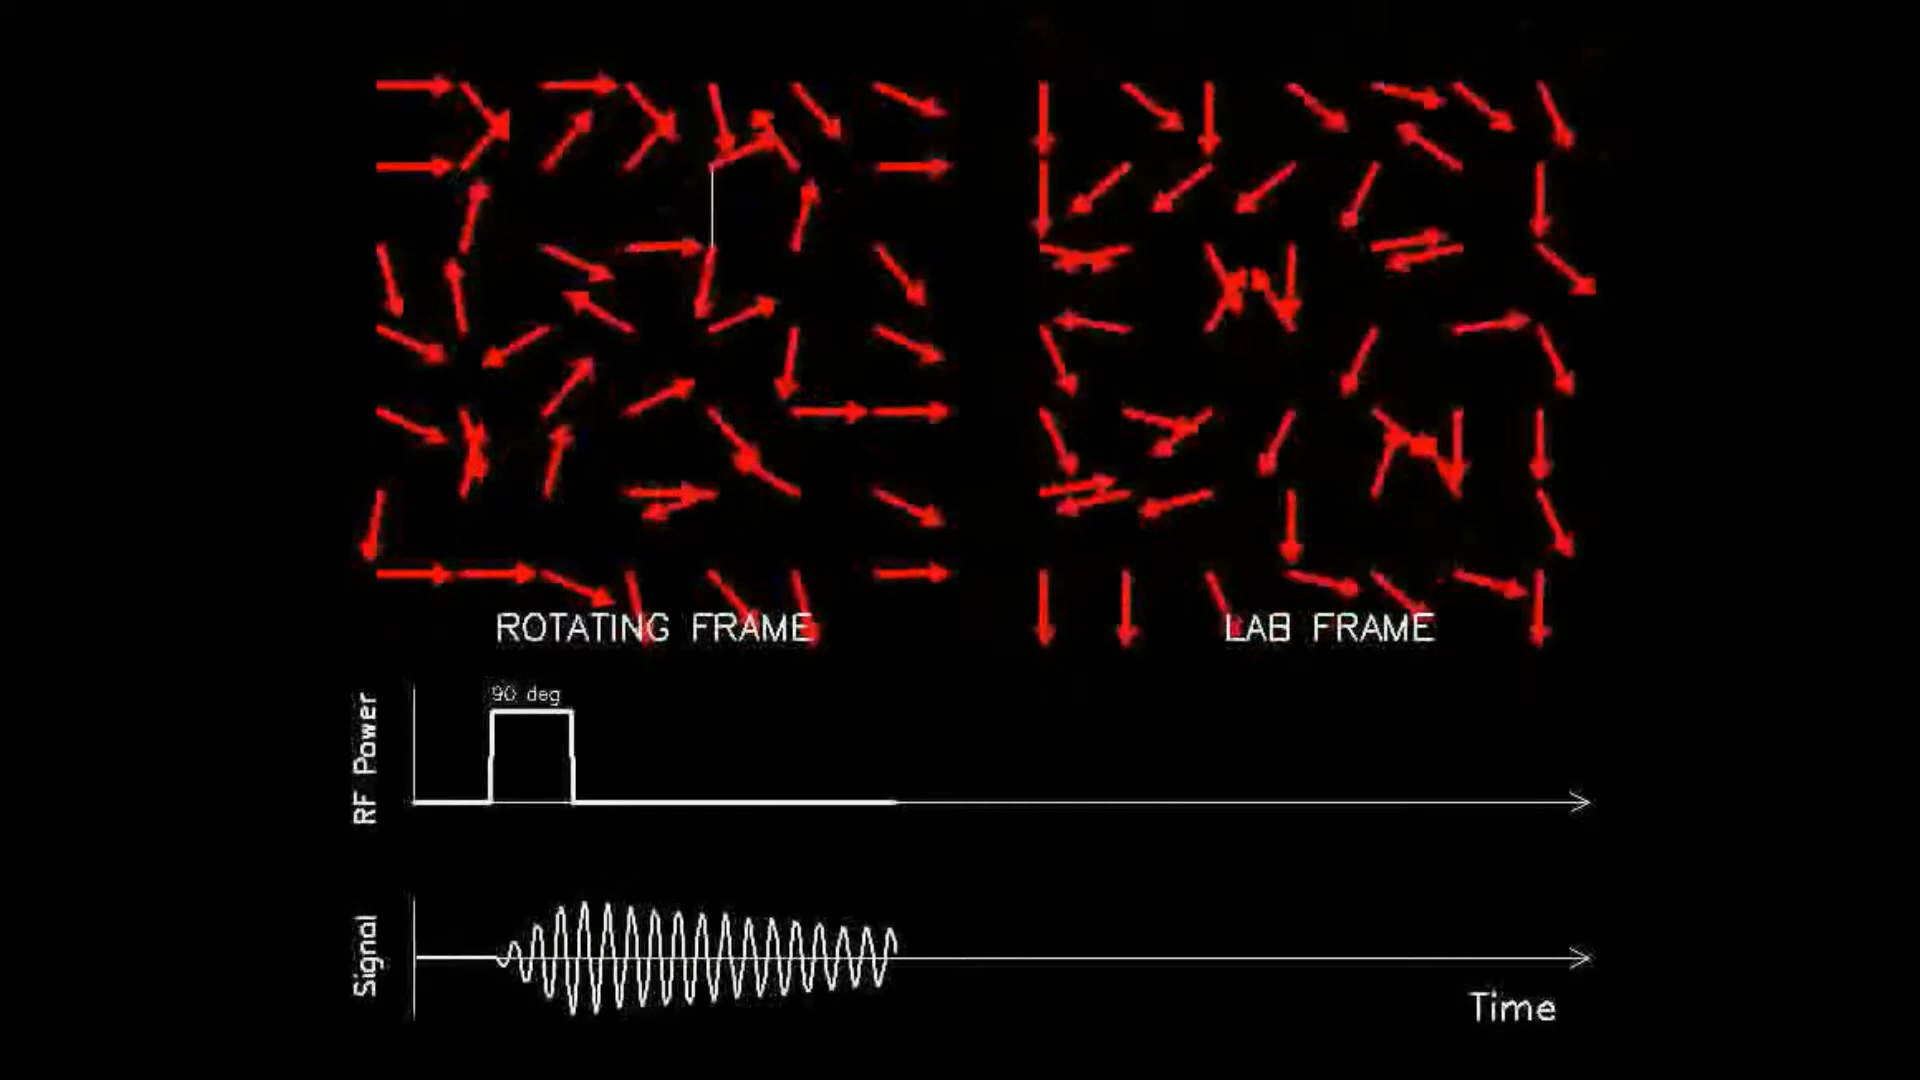 ROTATING FRAME
LAB FRAME
90 deg
RF Power
Signal
Time